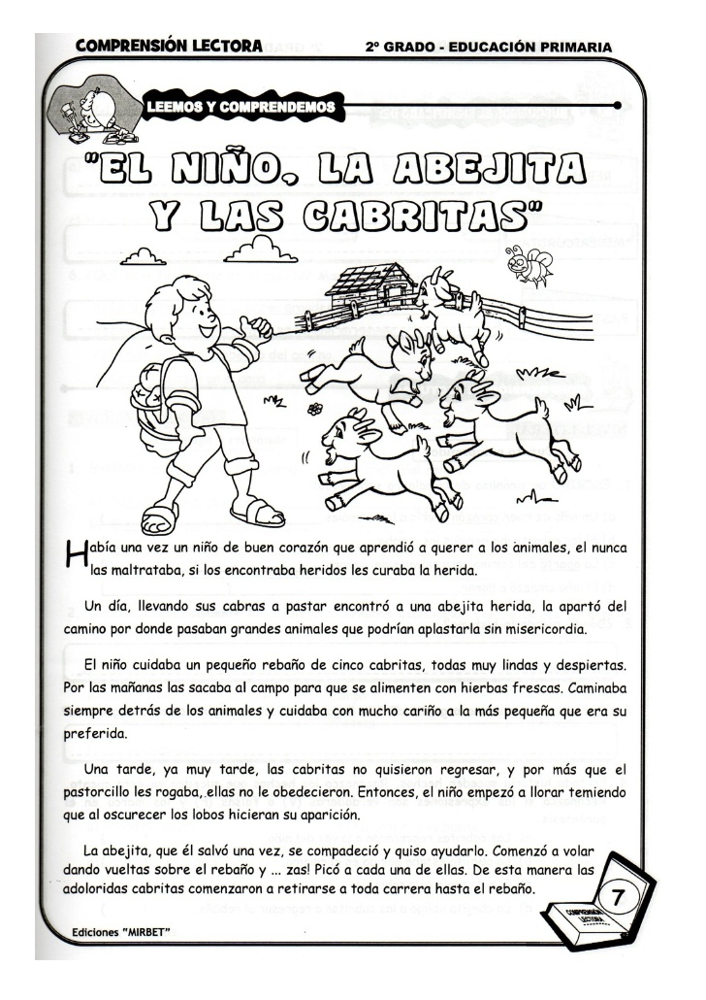 COMPRENSIÓN LECTORA 2º GRADO - EDUCACIÓN PRIMARIA
LEEMOS Y COMPRENDEMOS
"EL NIÑO, LA ABEJITA
Y LAS CABRITAS"
Había una vez un niño de buen corazón que aprendió a querer a los animales, el nunca
las maltrataba, si los encontraba heridos les curaba la herida.
Un día, llevando sus cabras a pastar encontró a una abejita herida, la apartó del
camino por donde pasaban grandes animales que podrían aplastarla sin misericordia.
El niño cuidaba un pequeño rebaño de cinco cabritas, todas muy lindas y despiertas.
Por las mañanas las sacaba al campo para que se alimenten con hierbas frescas. Caminaba
siempre detrás de los animales y cuidaba con mucho cariño a la más pequeña que era su
preferida.
Una tarde, ya muy tarde, las cabritas no quisieron regresar, y por más que el
pastorcillo les rogaba, ellas no le obedecieron. Entonces, el niño empezó a llorar temiendo
que al oscurecer los lobos hicieran su aparición.
La abejita, que él salvó una vez, se compadeció y quiso ayudarlo. Comenzó a volar
dando vueltas sobre el rebaño y ... zas! Picó a cada una de ellas. De esta manera las
adoloridas cabritas comenzaron a retirarse a toda carrera hasta el rebaño.
7
COMPRENSIÓN
LECTORA
Ediciones "MIRBET"